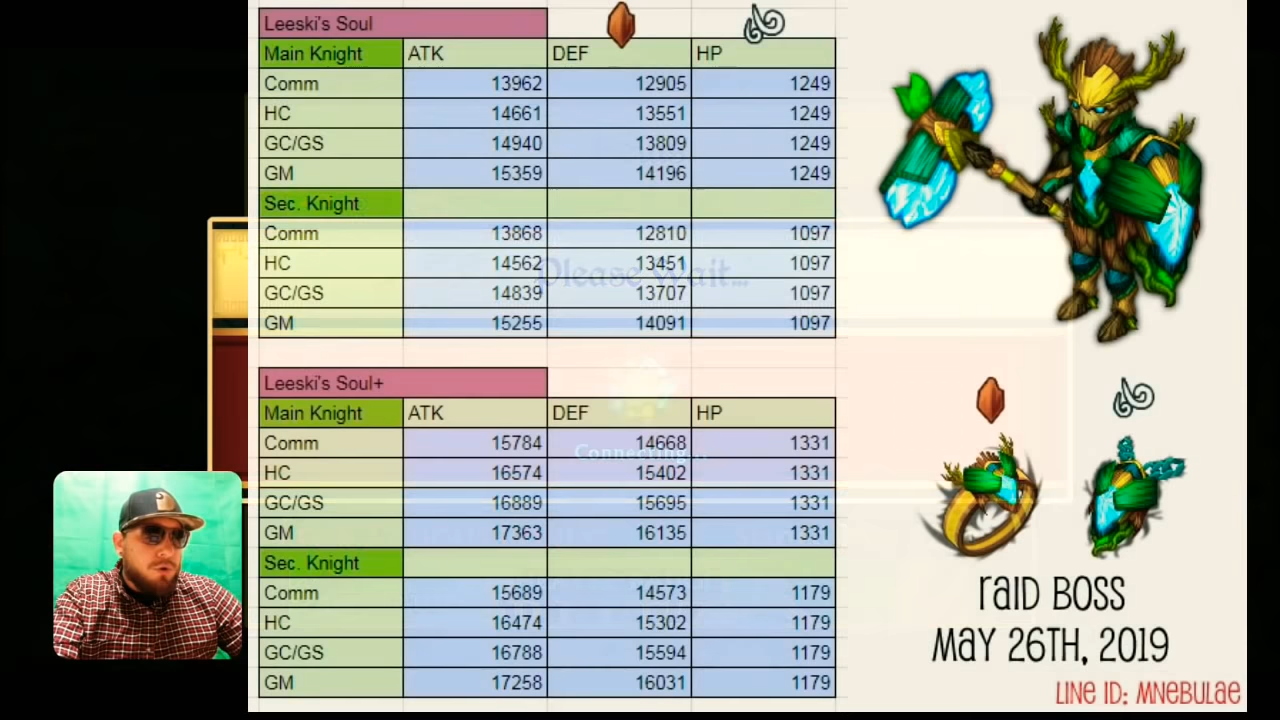 Leeski's Soul
Main Knight ATK DEF HP
Comm 13962 12905 1249
HC 14661 13551 1249
GC/GS 14940 13809 1249
GM 15359 14196 1249
Sec. Knight
Comm 13868 12810 1097
HC 14562 13451 1097
Please Wait...
GC/GS 14839 13707 1097
GM 15255 14091 1097
Leeski's Soul+
Main Knight ATK DEF HP
Comm 15784 14668 1331
Connecting...
HC 16574 15402 1331
GC/GS 16889 15695 1331
GM 17363 16135 1331
Sec. Knight
Comm 15689 14573 1179
HC 16474 15302 1179
GC/GS 16788 15594 1179
GM 17258 16031 1179
raid boss
May 26th, 2019
Line ID: Mnebulae